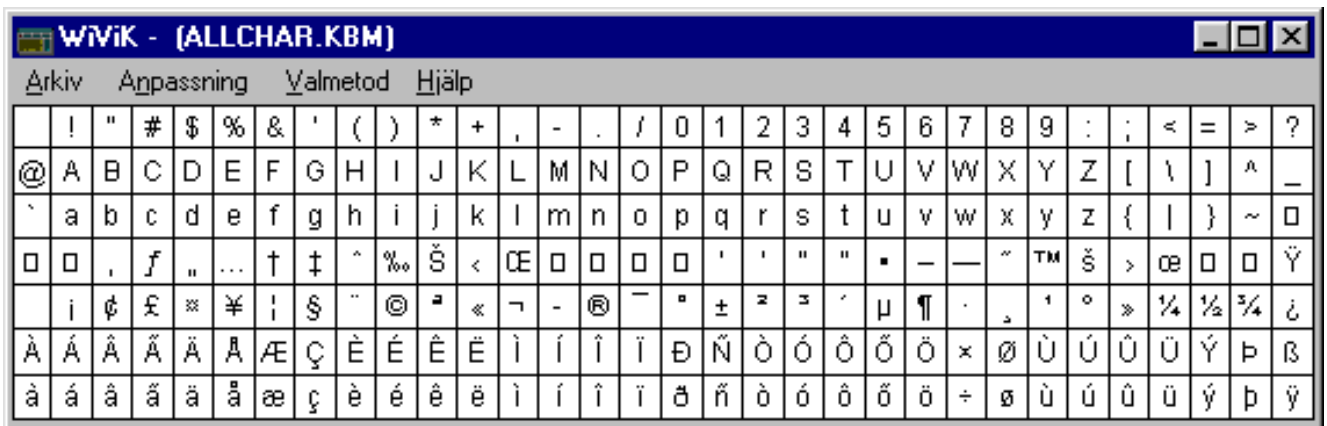 WiViK - (ALLCHAR.KBM)
Arkiv Anpassning Valmetod Hjälp
! " # $ % & ' ( ) * + , - . / 0 1 2 3 4 5 6 7 8 9 : ; < = > ?
@ A B C D E F G H I J K L M N O P Q R S T U V W X Y Z [ \ ] ^ _
` a b c d e f g h i j k l m n o p q r s t u v w x y z { | } ~ □
□ □ ‚ ƒ „ … † ‡ ˆ ‰ Š ‹ Œ □ □ □ □ ' ' " " • – — ˜ ™ š › œ □ □ Ÿ
¡ ¢ £ ¤ ¥ ¦ § ¨ © ª « ¬ - ® ¯ ° ± ² ³ ´ µ ¶ · ¸ ¹ º » ¼ ½ ¾ ¿
À Á Â Ã Ä Å Æ Ç È É Ê Ë Ì Í Î Ï Ð Ñ Ò Ó Ô Õ Ö × Ø Ù Ú Û Ü Ý Þ ß
à á â ã ä å æ ç è é ê ë ì í î ï ð ñ ò ó ô õ ö ÷ ø ù ú û ü ý þ ÿ